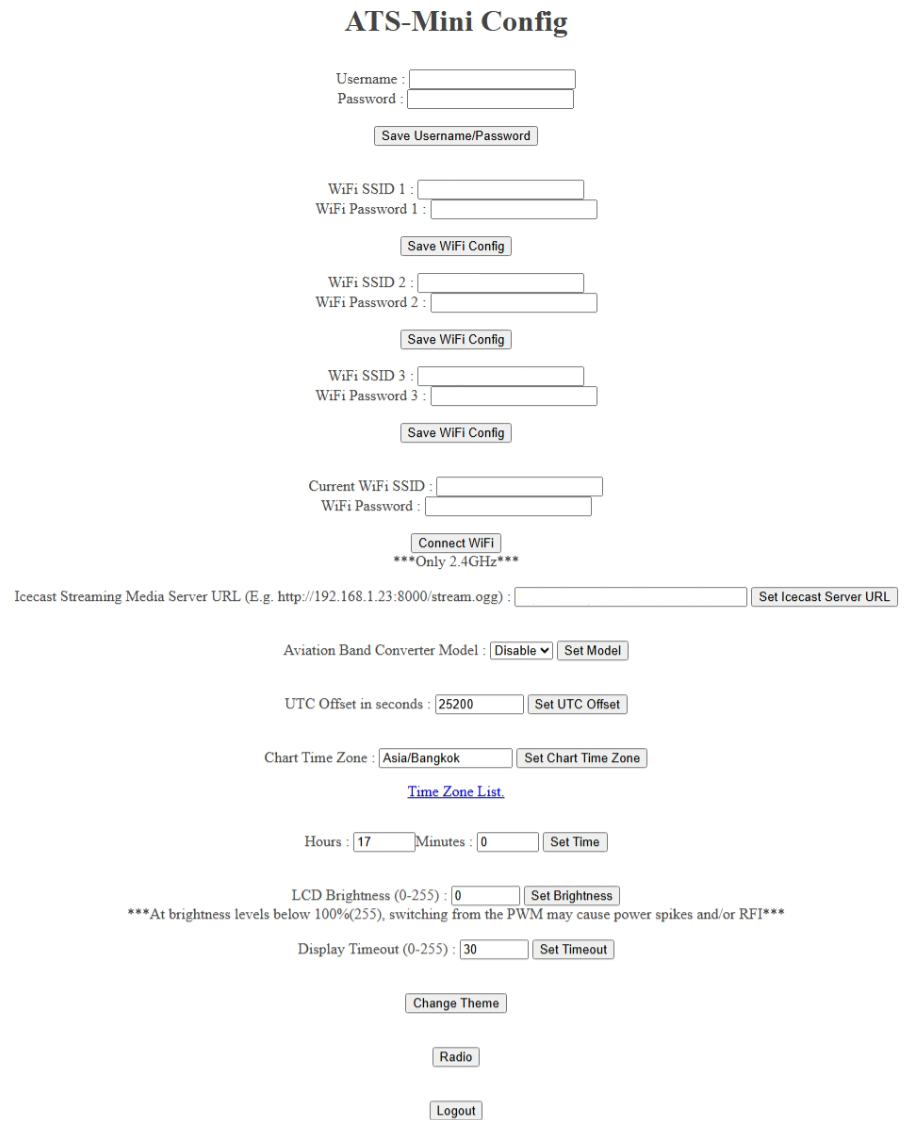 ATS-Mini Config
Username :
Password :
Save Username/Password
WiFi SSID 1 :
WiFi Password 1 :
Save WiFi Config
WiFi SSID 2 :
WiFi Password 2 :
Save WiFi Config
WiFi SSID 3 :
WiFi Password 3 :
Save WiFi Config
Current WiFi SSID :
WiFi Password :
Connect WiFi
***Only 2.4GHz***
Icecast Streaming Media Server URL (E.g. http://192.168.1.23:8000/stream.ogg) : Set Icecast Server URL
Aviation Band Converter Model : Disable Set Model
UTC Offset in seconds : 25200 Set UTC Offset
Chart Time Zone : Asia/Bangkok Set Chart Time Zone
Time Zone List.
Hours : 17 Minutes : 0 Set Time
LCD Brightness (0-255) : 0 Set Brightness
***At brightness levels below 100%(255), switching from the PWM may cause power spikes and/or RFI***
Display Timeout (0-255) : 30 Set Timeout
Change Theme
Radio
Logout